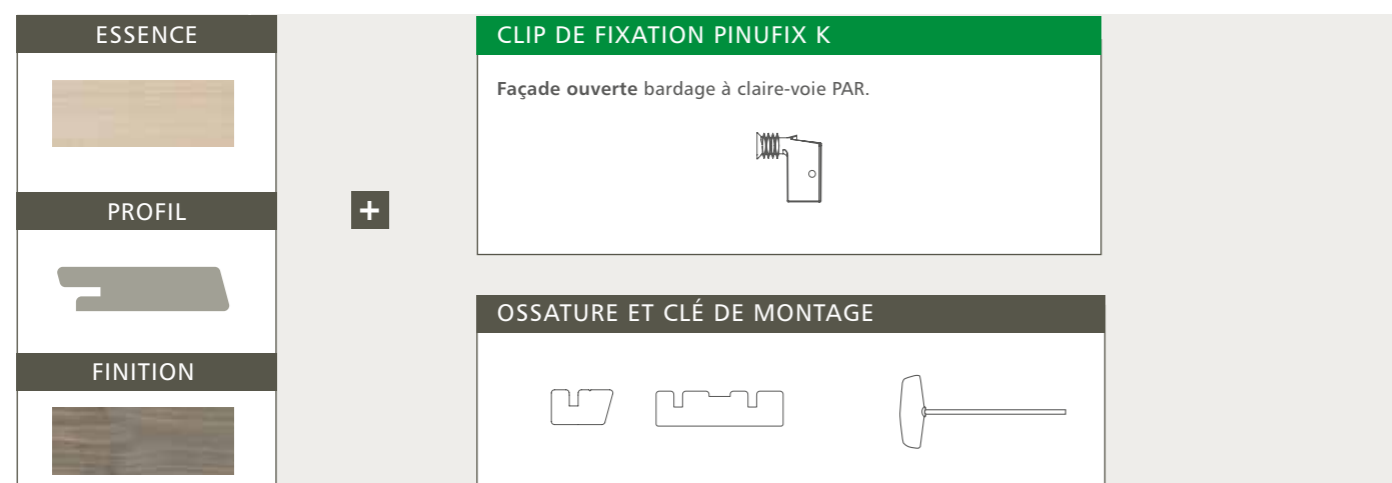 ESSENCE
PROFIL
FINITION
+
CLIP DE FIXATION PINUFIX K
Façade ouverte bardage à claire-voie PAR.
OSSATURE ET CLÉ DE MONTAGE